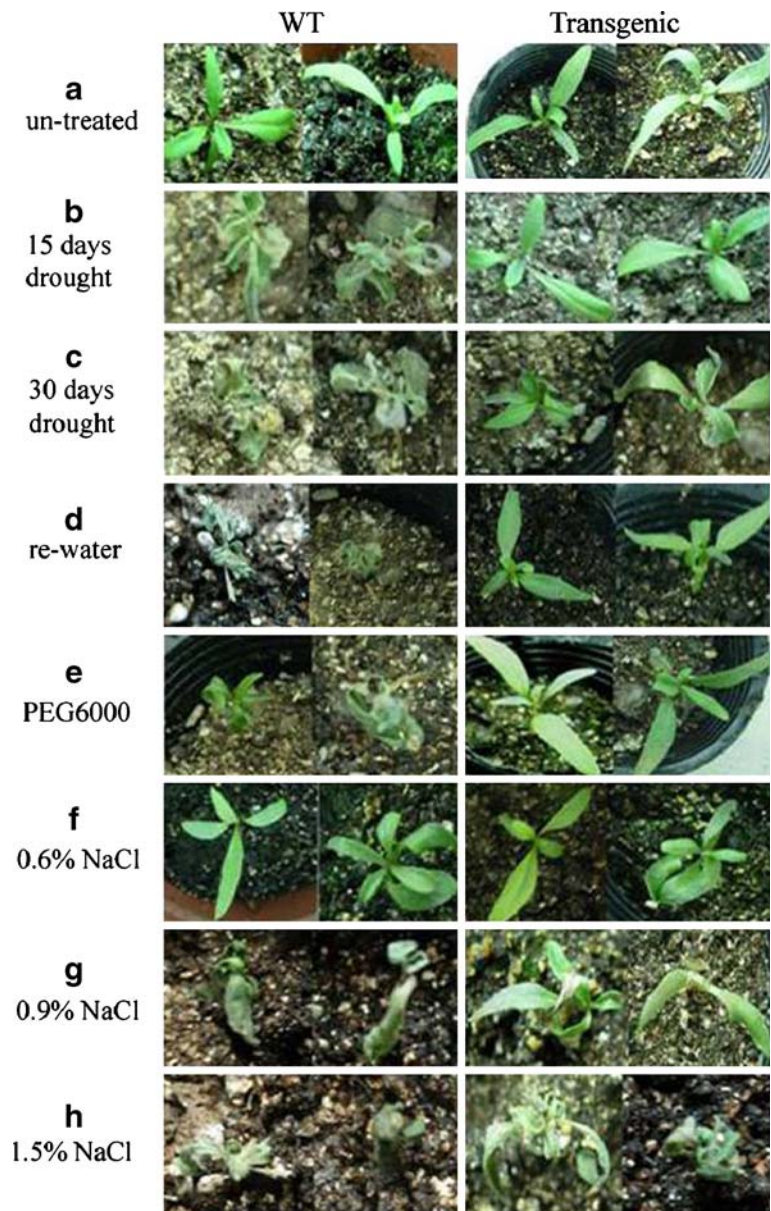 WT Transgenic
a
un-treated
b
15 days
drought
c
30 days
drought
d
re-water
e
PEG6000
f
0.6% NaCl
g
0.9% NaCl
h
1.5% NaCl